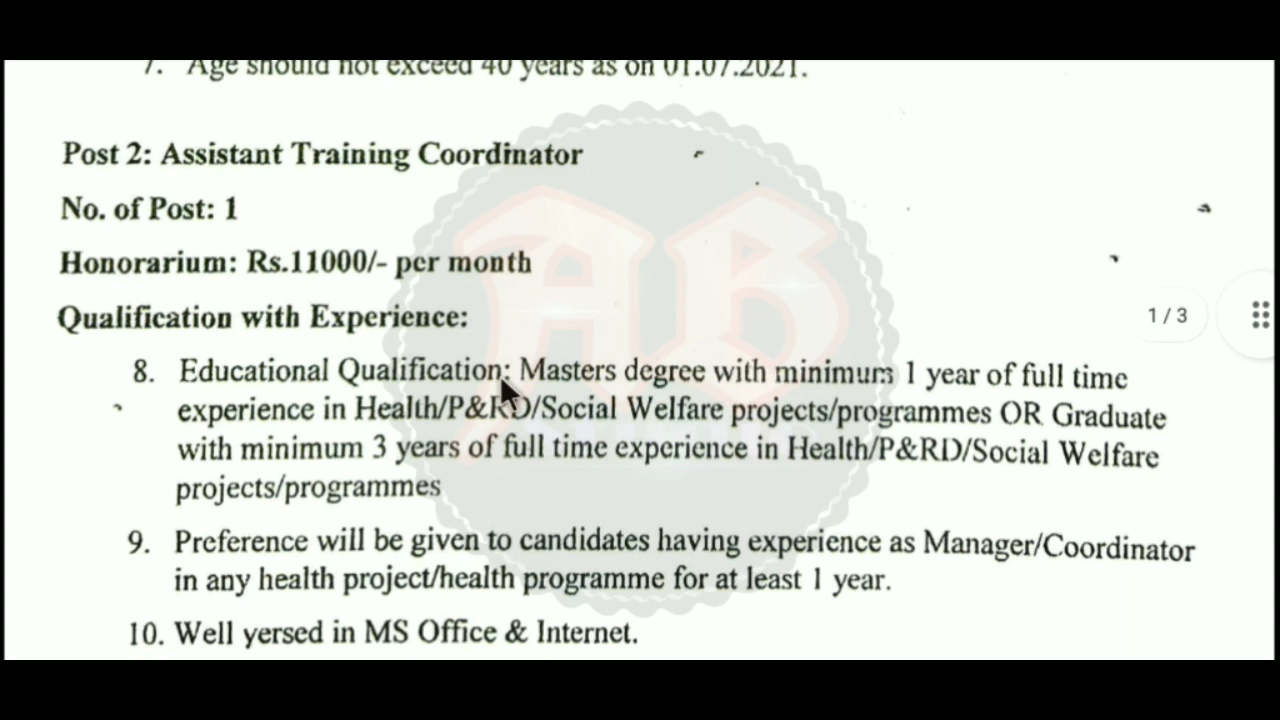 7. Age should not exceed 40 years as on 01.07.2021.
Post 2: Assistant Training Coordinator
No. of Post: 1
Honorarium: Rs.11000/- per month
Qualification with Experience:
1 / 3
8. Educational Qualification: Masters degree with minimum 1 year of full time
experience in Health/P&RD/Social Welfare projects/programmes OR Graduate
with minimum 3 years of full time experience in Health/P&RD/Social Welfare
projects/programmes
9. Preference will be given to candidates having experience as Manager/Coordinator
in any health project/health programme for at least 1 year.
10. Well yersed in MS Office & Internet.
AB